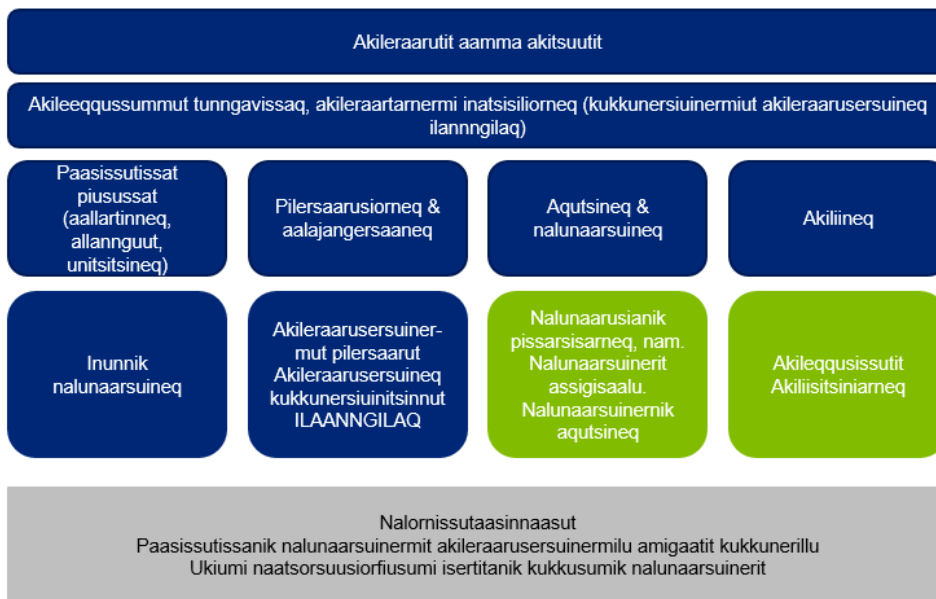 Akileraarutit aamma akitsuutit
Akileeqqussummut tunngavissaq, akileraartarnermi inatsisiliorneq (kukkunersiuinermiut akileraarusersuineq
ilannngilaq)
Paasissutissat
piusussat
(aallartinneq,
allannguut,
unitsitsineq)
Pilersaarusiorneq &
aalajangersaaneq
Aqutsineq &
nalunaarsuineq
Akiliineq
Inunnik
nalunaarsuineq
Akileraarusersuiner-
mut pilersaarut
Akileraarusersuineq
kukkunersiuinitsinnut
ILAANNGILAQ
Nalunaarusianik
pissarsisarneq, nam.
Nalunaarsuinerit
assigisaalu.
Nalunaarsuinernik
aqutsineq
Akileqqusissutit
Akiliisitsiniarneq
Nalornissutaasinnaasut
Paasissutissanik nalunaarsuinermit akileraarusersuinermilu amigaatit kukkunerillu
Ukiumi naatsorsuusiorfiusumi isertitanik kukkusumik nalunaarsuinerit